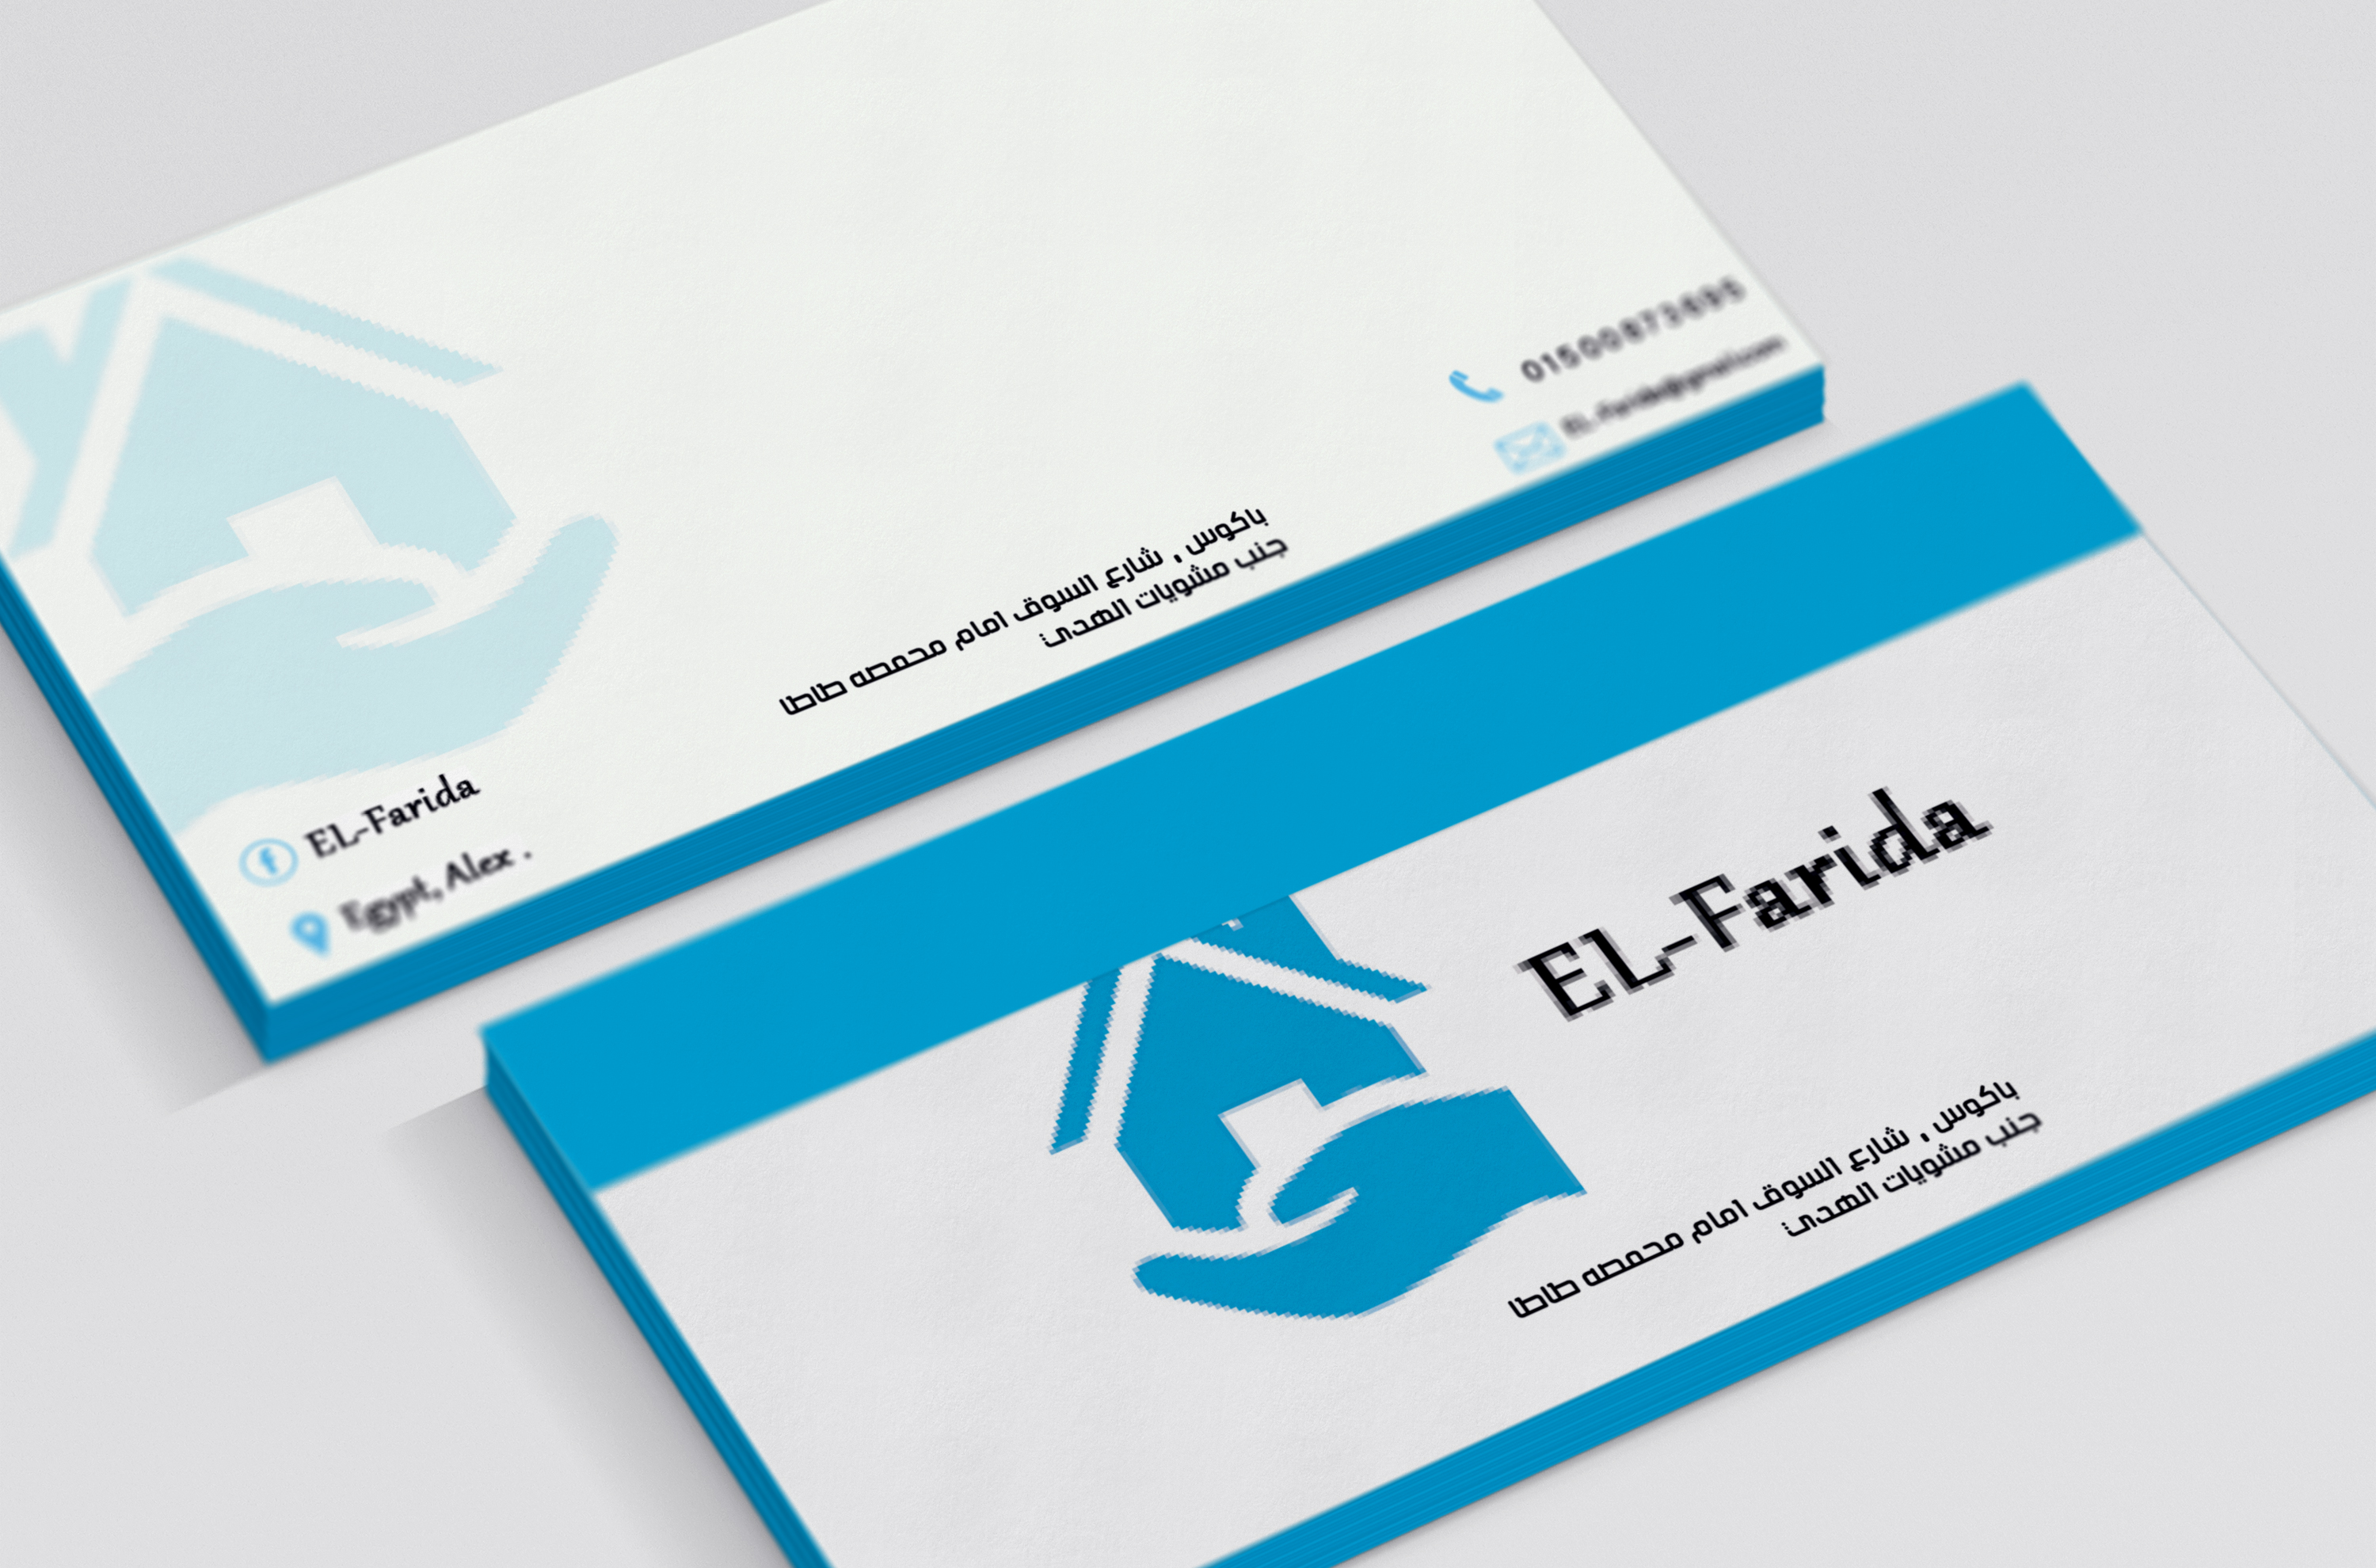 باكوس , شارع السوق امام محمصه طاطا
جنب مشويات الهدى
EL-Farida
Egypt, Alex .
EL-Farida
باكوس , شارع السوق امام محمصه طاطا
جنب مشويات الهدى